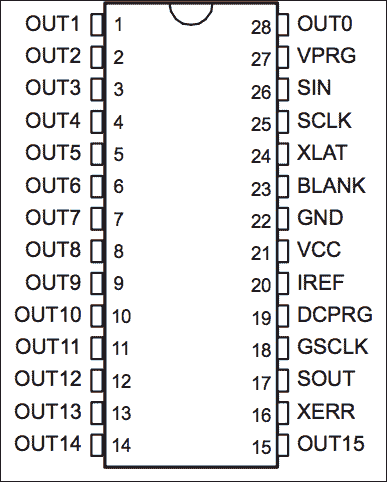 OUT1 1 28 OUT0
OUT2 2 27 VPRG
OUT3 3 26 SIN
OUT4 4 25 SCLK
OUT5 5 24 XLAT
OUT6 6 23 BLANK
OUT7 7 22 GND
OUT8 8 21 VCC
OUT9 9 20 IREF
OUT10 10 19 DCPRG
OUT11 11 18 GSCLK
OUT12 12 17 SOUT
OUT13 13 16 XERR
OUT14 14 15 OUT15